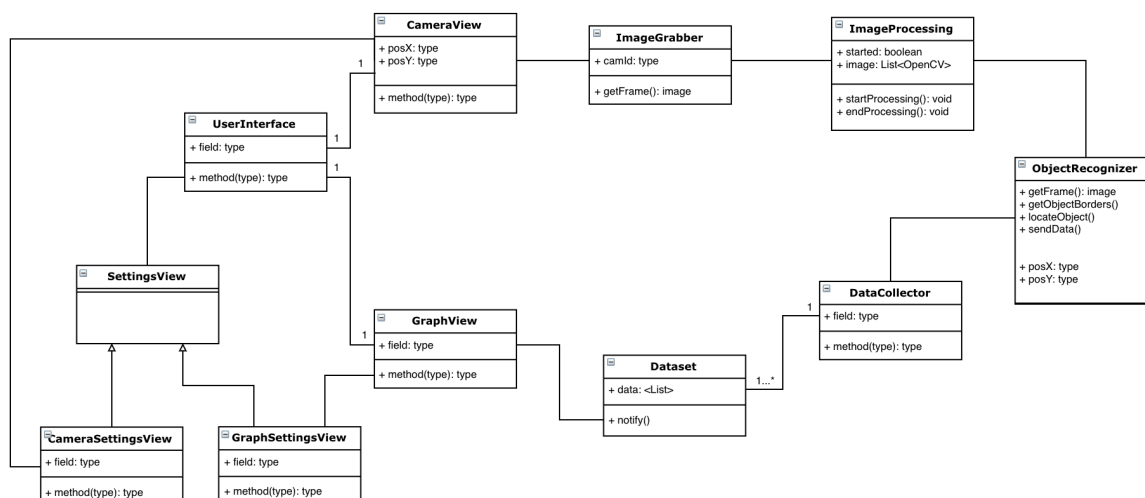 CameraView
+ posX: type
+ posY: type
+ method(type): type
1
ImageGrabber
+ camId: type
+ getFrame(): image
ImageProcessing
+ started: boolean
+ image: List<OpenCV>
+ startProcessing(): void
+ endProcessing(): void
UserInterface
+ field: type
+ method(type): type
1
1
ObjectRecognizer
+ getFrame(): image
+ getObjectBorders()
+ locateObject()
+ sendData()
+ posX: type
+ posY: type
SettingsView
GraphView
+ field: type
+ method(type): type
1
DataCollector
+ field: type
+ method(type): type
1
Dataset
+ data: <List>
+ notify()
1...*
CameraSettingsView
+ field: type
+ method(type): type
GraphSettingsView
+ field: type
+ method(type): type